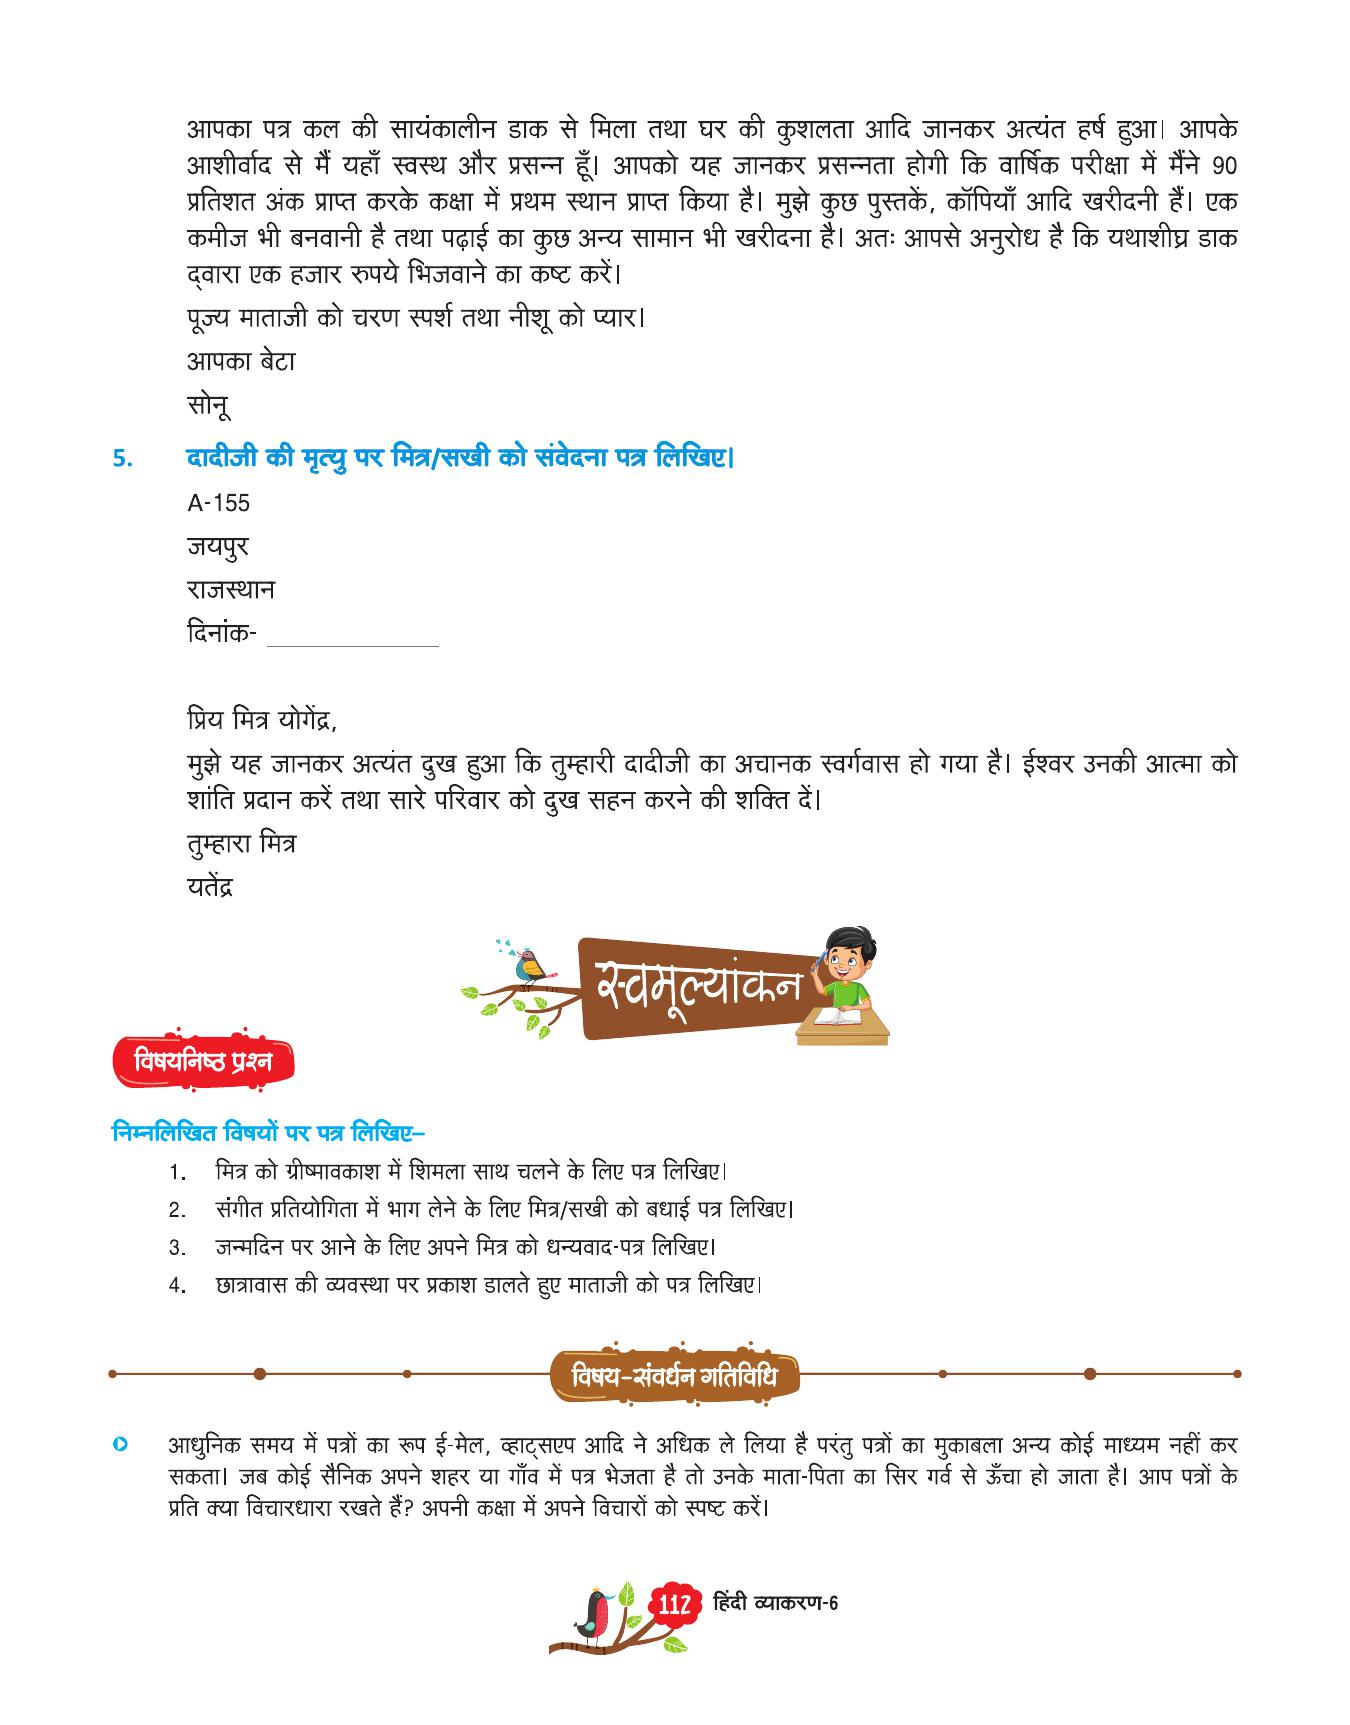 आपका पत्र कल की सायंकालीन डाक से मिला तथा घर की कुशलता आदि जानकर अत्यंत हर्ष हुआ। आपके
आशीर्वाद से मैं यहाँ स्वस्थ और प्रसन्न हूँ। आपको यह जानकर प्रसन्नता होगी कि वार्षिक परीक्षा में मैंने 90
प्रतिशत अंक प्राप्त करके कक्षा में प्रथम स्थान प्राप्त किया है। मुझे कुछ पुस्तकें, कॉपियाँ आदि खरीदनी हैं। एक
कमीज भी बनवानी है तथा पढ़ाई का कुछ अन्य सामान भी खरीदना है। अतः आपसे अनुरोध है कि यथाशीघ्र डाक
द्‌वारा एक हजार रुपये भिजवाने का कष्ट करें।
पूज्य माताजी को चरण स्पर्श तथा नीशू को प्यार।
आपका बेटा
सोनू
5. दादीजी की मृत्यु पर मित्र/सखी को संवेदना पत्र लिखिए।
A-155
जयपुर
राजस्थान
दिनांक- ____________
प्रिय मित्र योगेंद्र,
मुझे यह जानकर अत्यंत दुख हुआ कि तुम्हारी दादीजी का अचानक स्वर्गवास हो गया है। ईश्वर उनकी आत्मा को
शांति प्रदान करें तथा सारे परिवार को दुख सहन करने की शक्ति दें।
तुम्हारा मित्र
यतेंद्र
स्वमूल्यांकन
विषयनिष्ठ प्रश्न
निम्नलिखित विषयों पर पत्र लिखिए–
1. मित्र को ग्रीष्मावकाश में शिमला साथ चलने के लिए पत्र लिखिए।
2. संगीत प्रतियोगिता में भाग लेने के लिए मित्र/सखी को बधाई पत्र लिखिए।
3. जन्मदिन पर आने के लिए अपने मित्र को धन्यवाद-पत्र लिखिए।
4. छात्रावास की व्यवस्था पर प्रकाश डालते हुए माताजी को पत्र लिखिए।
विषय–संवर्धन गतिविधि
आधुनिक समय में पत्रों का रूप ई-मेल, व्हाट्सएप आदि ने अधिक ले लिया है परंतु पत्रों का मुकाबला अन्य कोई माध्यम नहीं कर
सकता। जब कोई सैनिक अपने शहर या गाँव में पत्र भेजता है तो उनके माता-पिता का सिर गर्व से ऊँचा हो जाता है। आप पत्रों के
प्रति क्या विचारधारा रखते हैं? अपनी कक्षा में अपने विचारों को स्पष्ट करें।
112 हिंदी व्याकरण-6